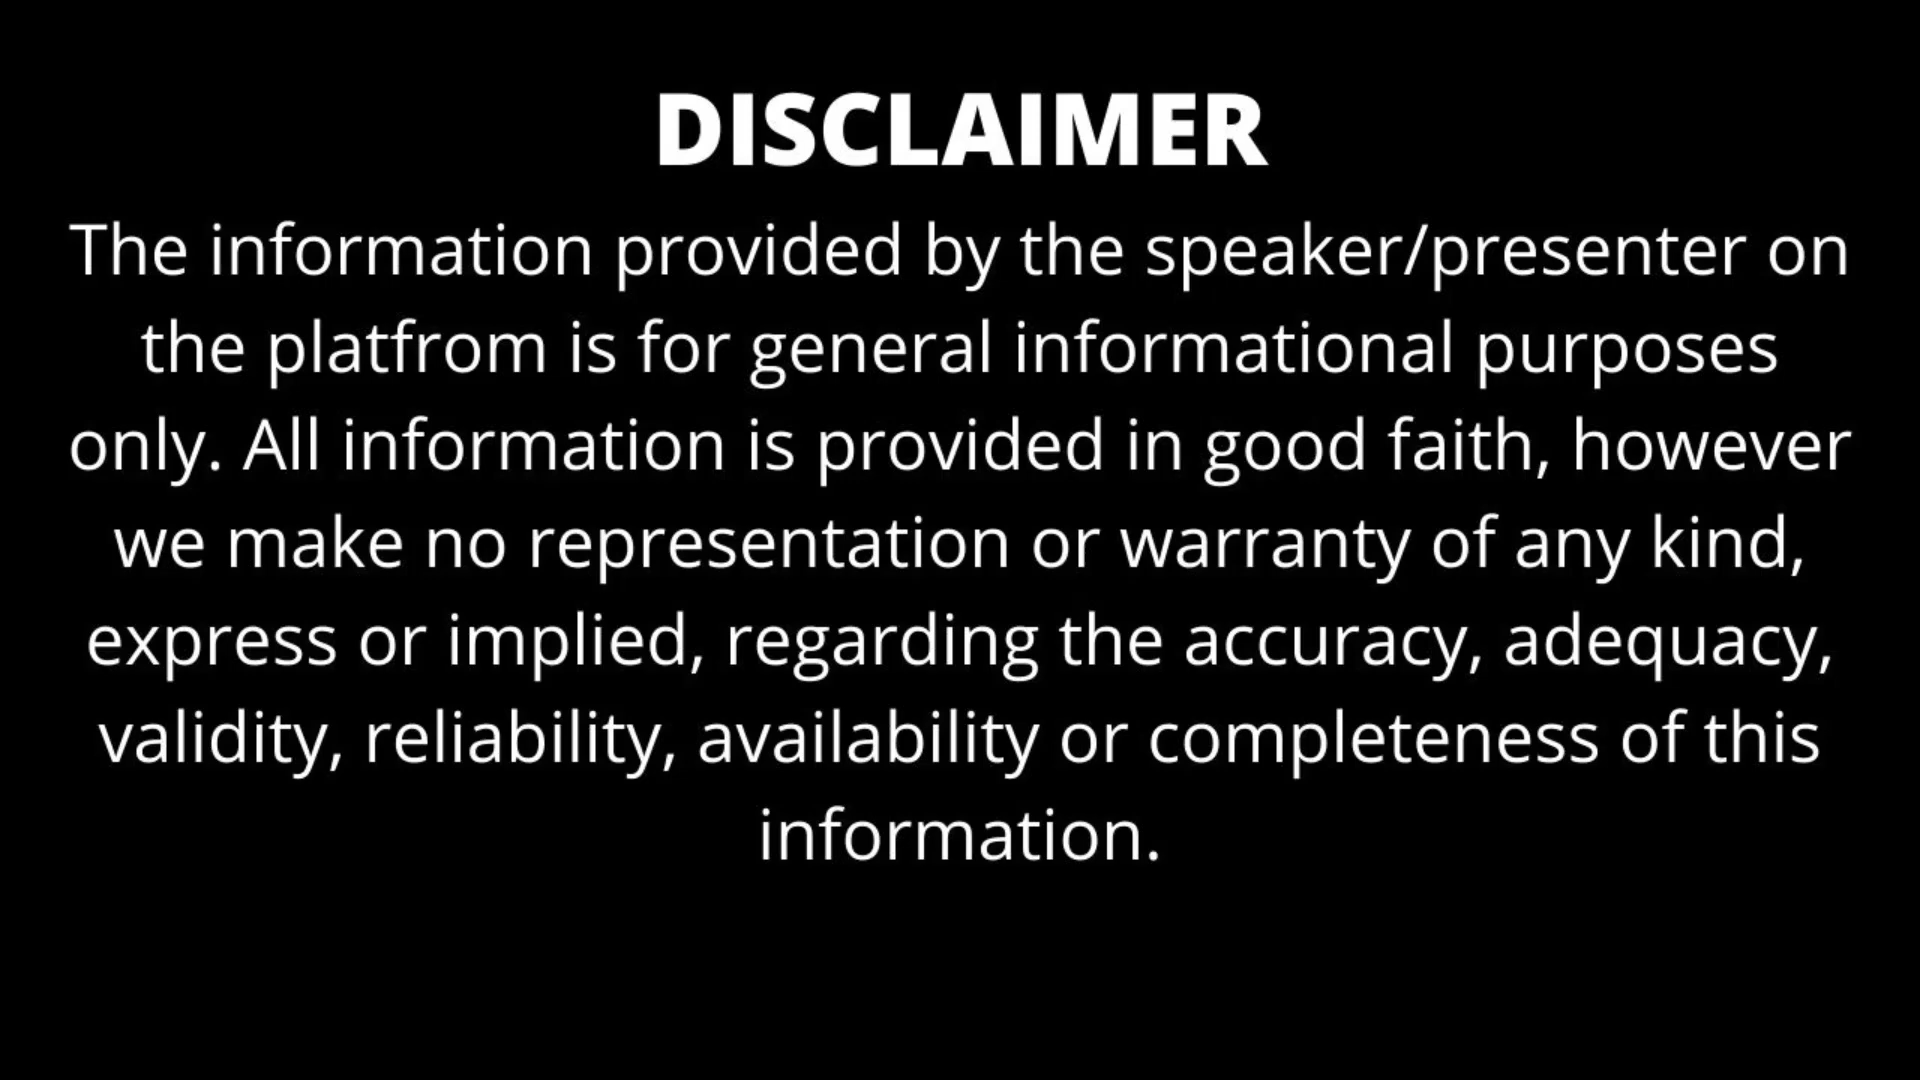 DISCLAIMER
The information provided by the speaker/presenter on
the platfrom is for general informational purposes
only. All information is provided in good faith, however
we make no representation or warranty of any kind,
express or implied, regarding the accuracy, adequacy,
validity, reliability, availability or completeness of this
information.